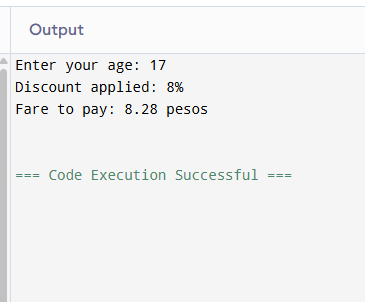 Output
Enter your age: 17
Discount applied: 8%
Fare to pay: 8.28 pesos
=== Code Execution Successful ===